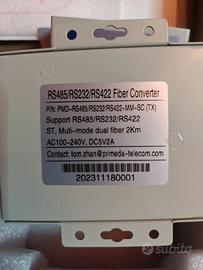 RS485/RS232/RS422 Fiber Converter
P/N: PMD-RS485/RS232/RS422-MM-SC (TX)
Support RS485/RS232/RS422
ST, Muti-mode dual fiber 2Km
AC100-240V, DC5V2A
Contact: tom.zhan@primeda-telecom.com
202311180001
subito